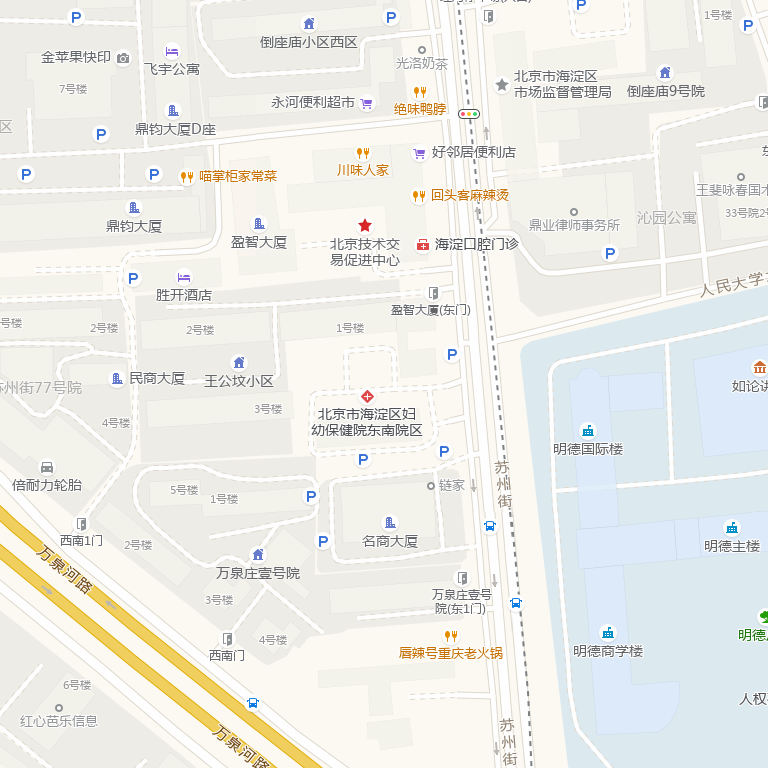 倒座庙小区西区
1号楼
金苹果快印
飞宇公寓
7号楼
光洛奶茶
北京市海淀区
市场监督管理局
倒座庙9号院
永河便利超市
绝味鸭脖
鼎钧大厦D座
区
喵掌柜家常菜
川味人家
好邻居便利店
回头客麻辣烫
王斐咏春国术
33号院2号
鼎钧大厦
盈智大厦
北京技术交
易促进中心
海淀口腔门诊
鼎业律师事务所
沁园公寓
胜开酒店
人民大学
盈智大厦(东门)
号楼
2号楼
2号楼
1号楼
民商大厦
王公坟小区
苏州街77号院
如论讲
3号楼
4号楼
北京市海淀区妇
幼保健院东南院区
明德国际楼
倍耐力轮胎
5号楼
1号楼
链家
苏州街
西南1门
2号楼
名商大厦
明德主楼
万泉河路
万泉庄壹号院
3号楼
万泉庄壹号
院(东1门)
4号楼
西南门
唇辣号重庆老火锅
明德商学楼
明德
6号楼
红心芭乐信息
人权
万泉河路
苏州街